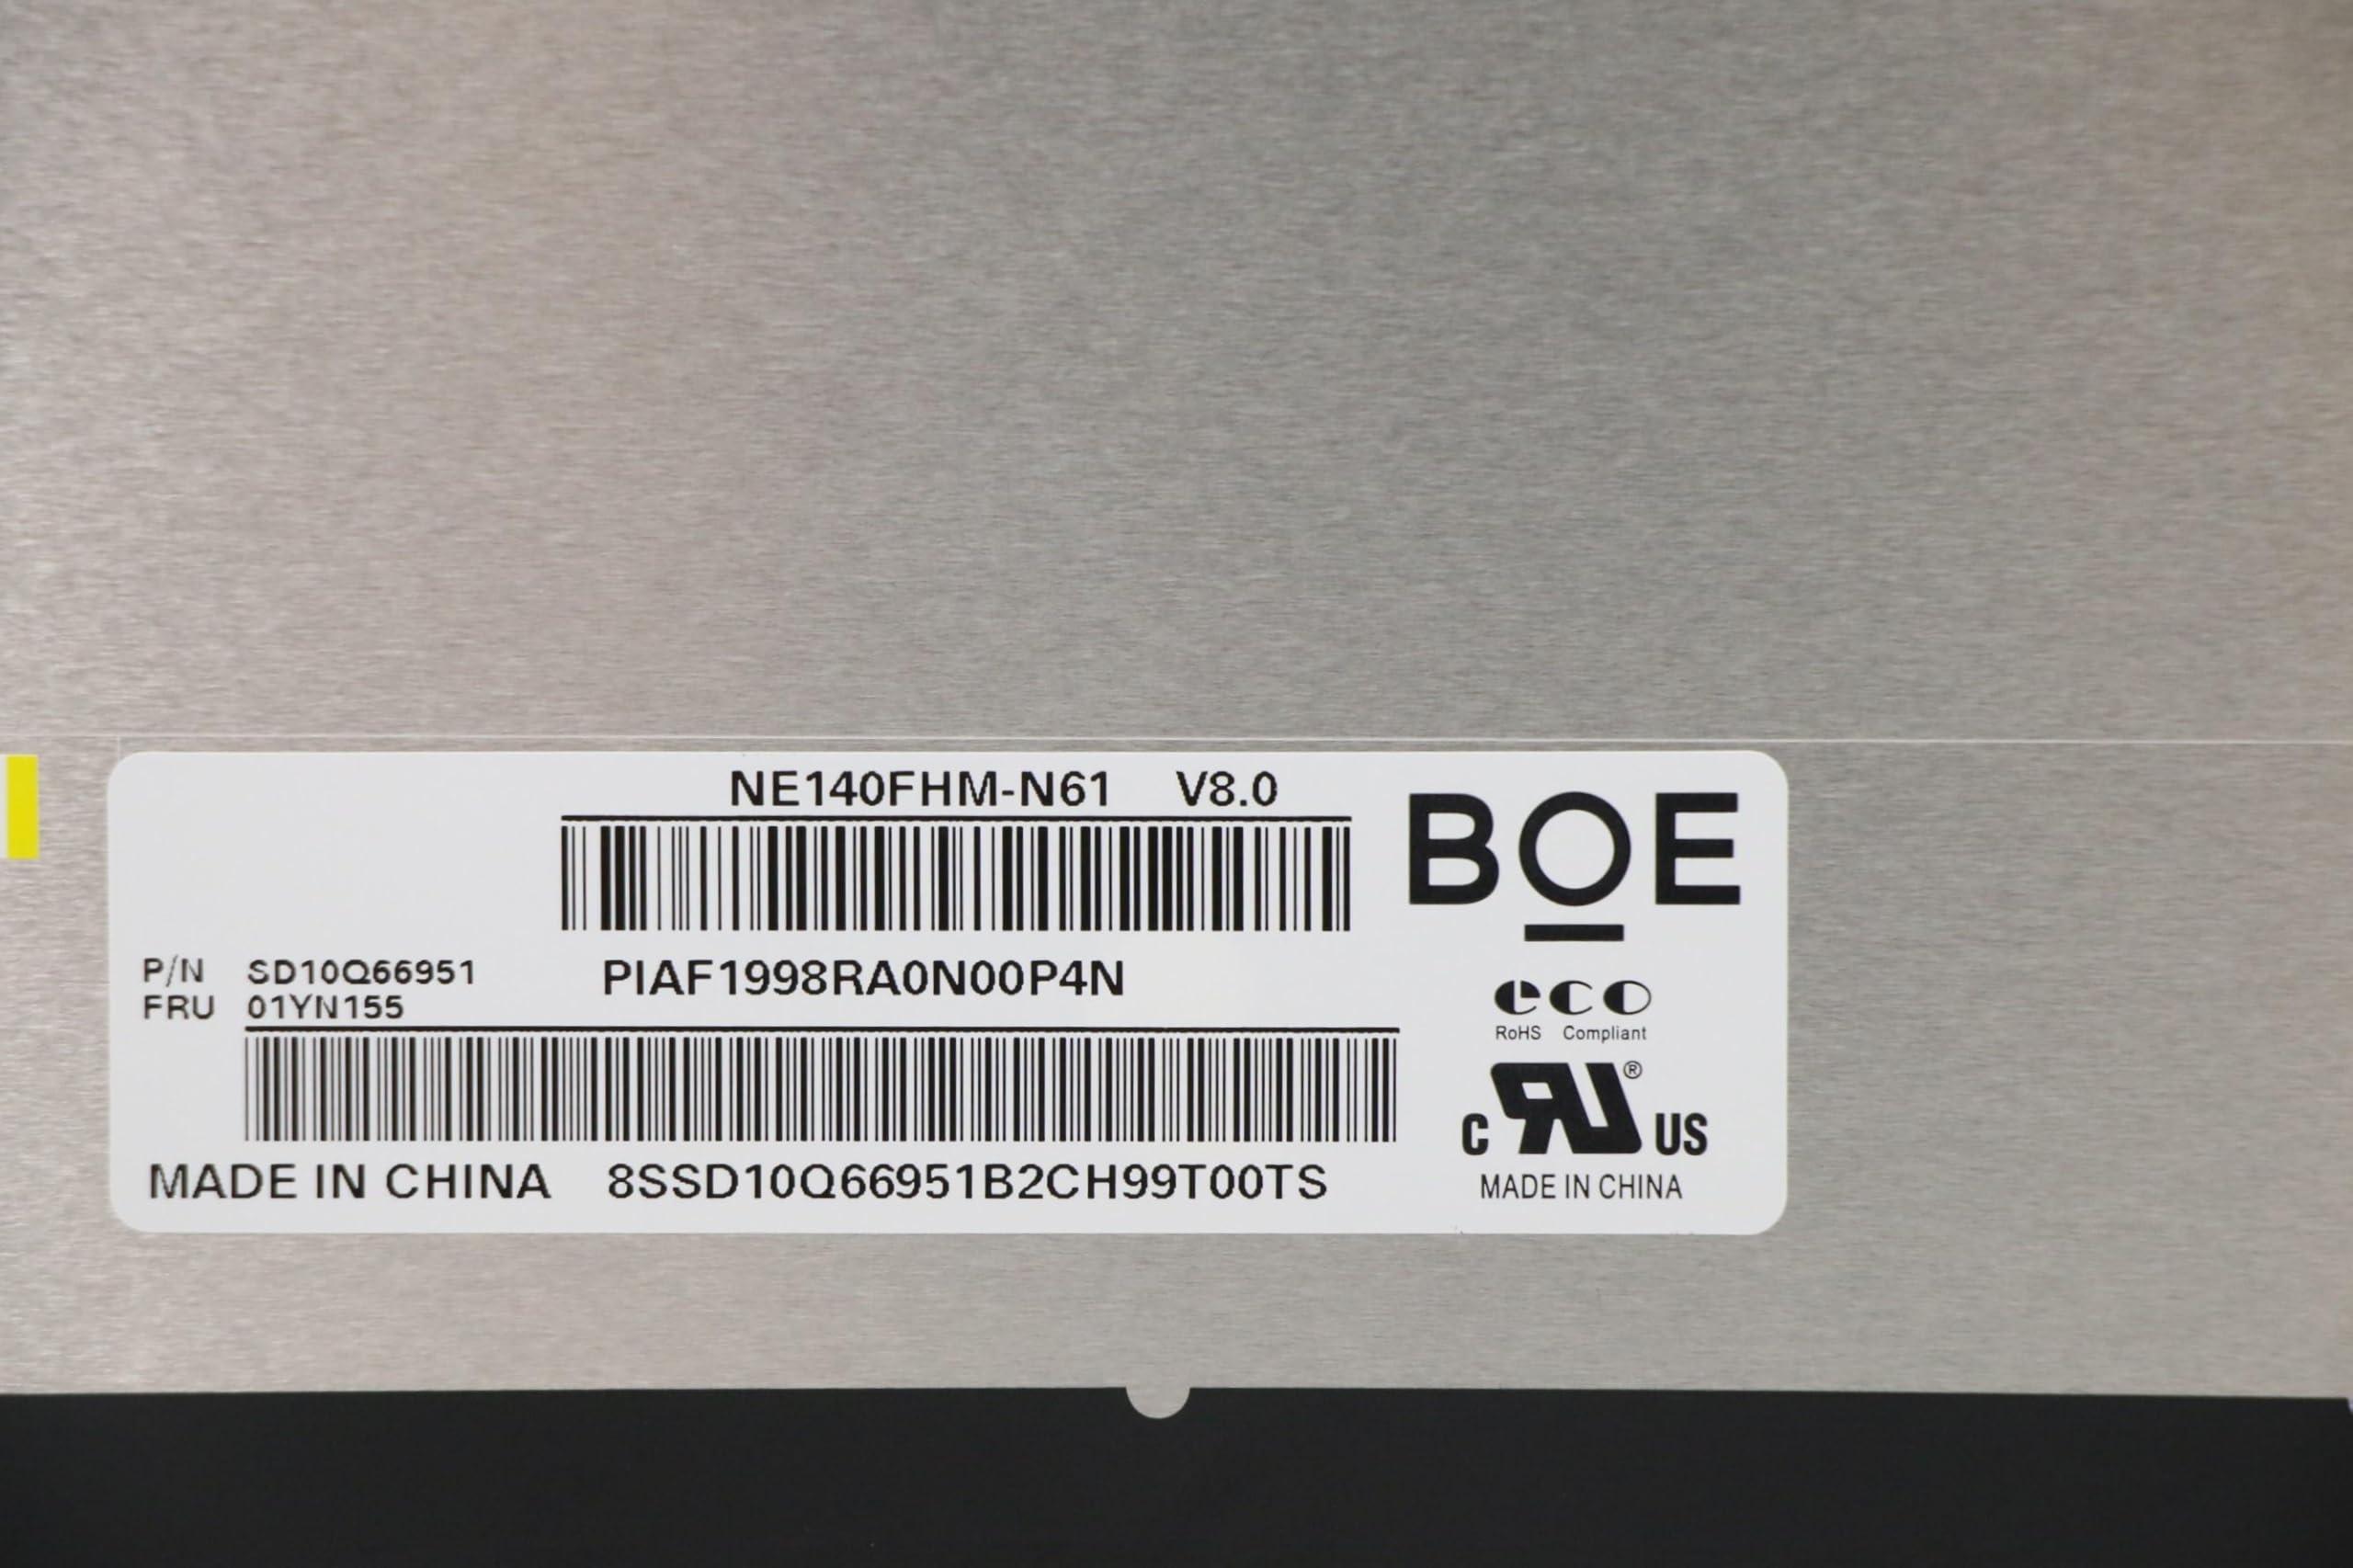 NE140FHM-N61 V8.0
BOE
P/N SD10Q66951
FRU 01YN155
PIAF1998RA0N00P4N
eco
RoHS Compliant
C RU ® US
MADE IN CHINA 8SSD10Q66951B2CH99T00TS
MADE IN CHINA